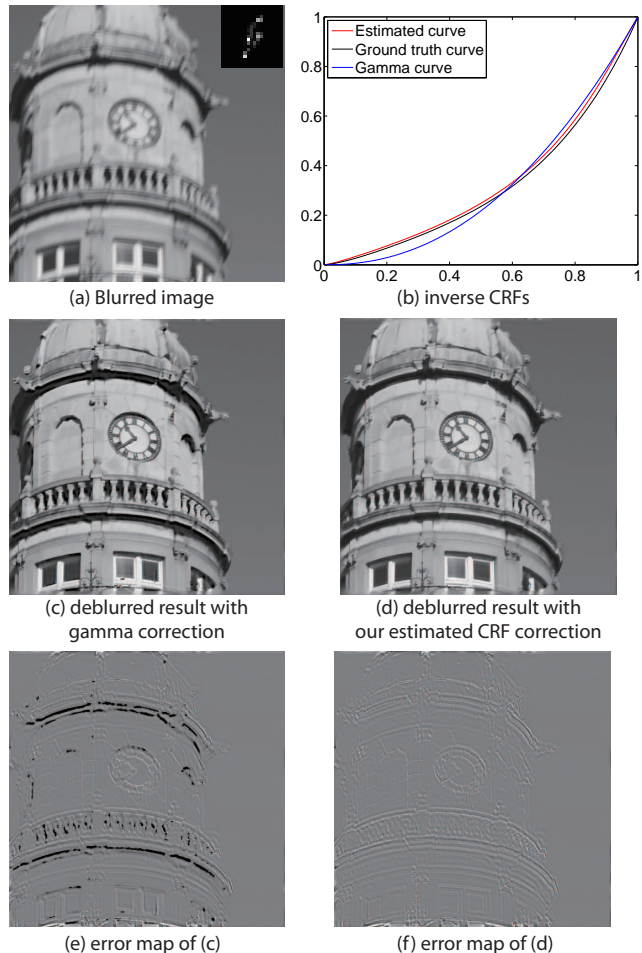 Estimated curve
Ground truth curve
Gamma curve
1
0.8
0.6
0.4
0.2
0
0 0.2 0.4 0.6 0.8 1
(a) Blurred image
(b) inverse CRFs
(c) deblurred result with
gamma correction
(d) deblurred result with
our estimated CRF correction
(e) error map of (c)
(f) error map of (d)